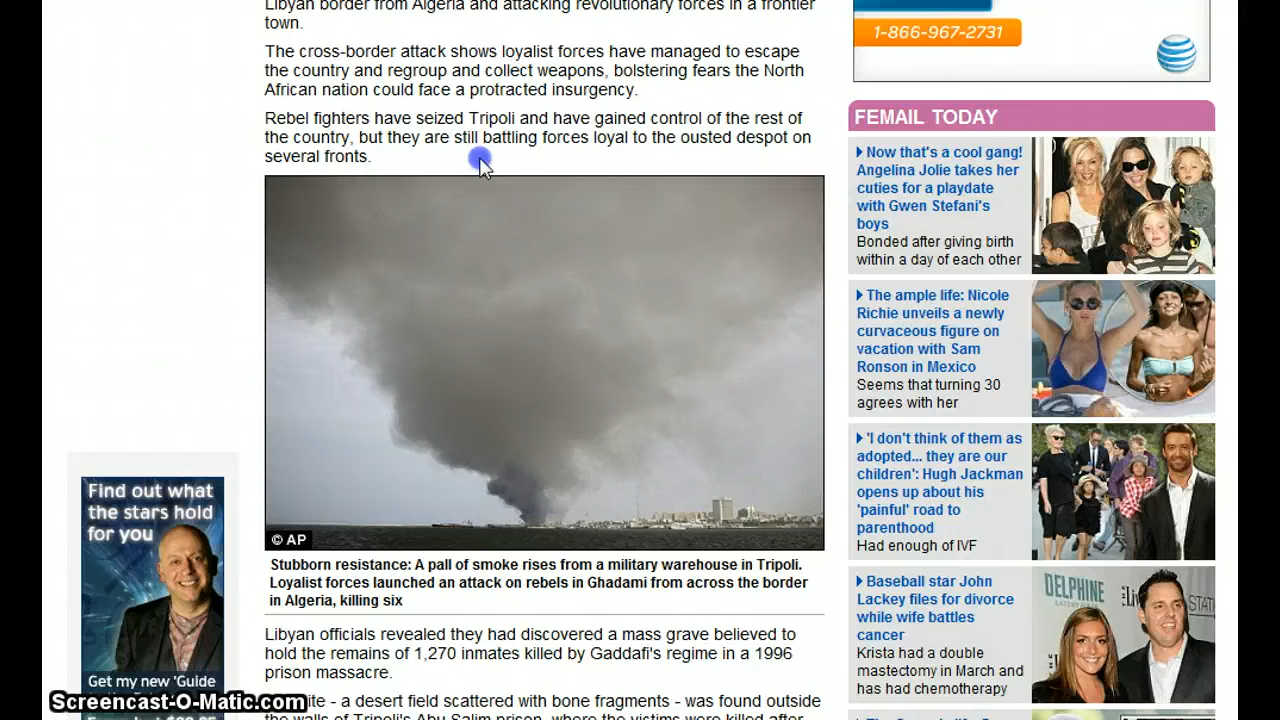 Libyan border from Algeria and attacking revolutionary forces in a frontier
town.
The cross-border attack shows loyalist forces have managed to escape
the country and regroup and collect weapons, bolstering fears the North
African nation could face a protracted insurgency.
Rebel fighters have seized Tripoli and have gained control of the rest of
the country, but they are still battling forces loyal to the ousted despot on
several fronts.
© AP
Stubborn resistance: A pall of smoke rises from a military warehouse in Tripoli.
Loyalist forces launched an attack on rebels in Ghadami from across the border
in Algeria, killing six
Libyan officials revealed they had discovered a mass grave believed to
hold the remains of 1,270 inmates killed by Gaddafi's regime in a 1996
prison massacre.
ite - a desert field scattered with bone fragments - was found outside
the walls of Tripoli's Abu Salim prison, where the victims were killed after
Find out what
the stars hold
for you
Get my new 'Guide
Screencast-O-Matic.com
1-866-967-2731
FEMAIL TODAY
Now that's a cool gang!
Angelina Jolie takes her
cuties for a playdate
with Gwen Stefani's
boys
Bonded after giving birth
within a day of each other
The ample life: Nicole
Richie unveils a newly
curvaceous figure on
vacation with Sam
Ronson in Mexico
Seems that turning 30
agrees with her
'I don't think of them as
adopted... they are our
children': Hugh Jackman
opens up about his
'painful' road to
parenthood
Had enough of IVF
Baseball star John
Lackey files for divorce
while wife battles
cancer
Krista had a double
mastectomy in March and
has had chemotherapy
DELPHINE